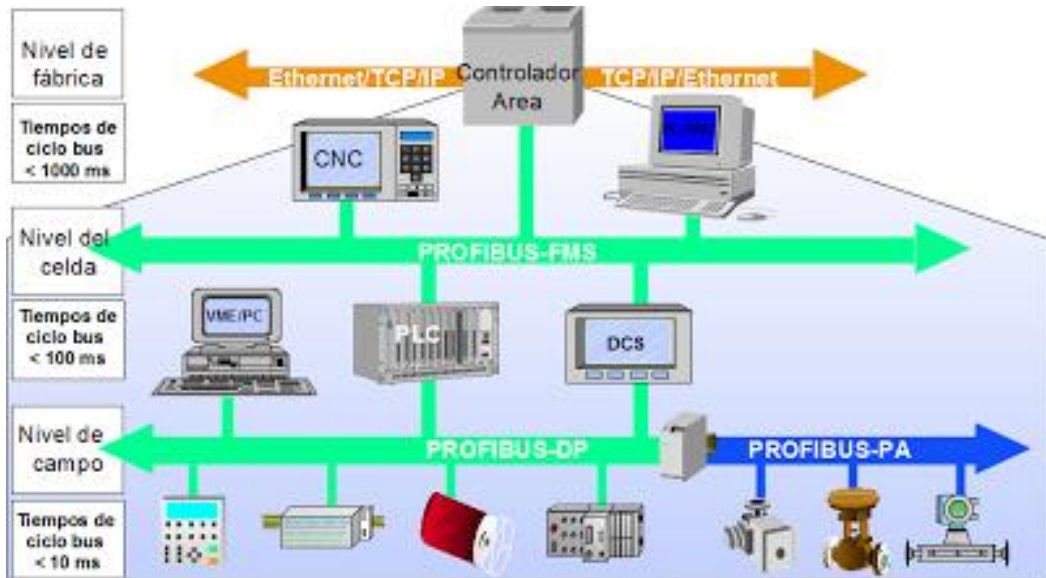 Nivel de
fábrica
Ethernet/TCP/IP
Controlador
Area
TCP/IP/Ethernet
Tiempos de
ciclo bus
< 1000 ms
CNC
Nivel del
celda
PROFIBUS-FMS
Tiempos de
ciclo bus
< 100 ms
VME/PC
PLC
DCS
Nivel de
campo
PROFIBUS-DP
PROFIBUS-PA
Tiempos de
ciclo bus
< 10 ms